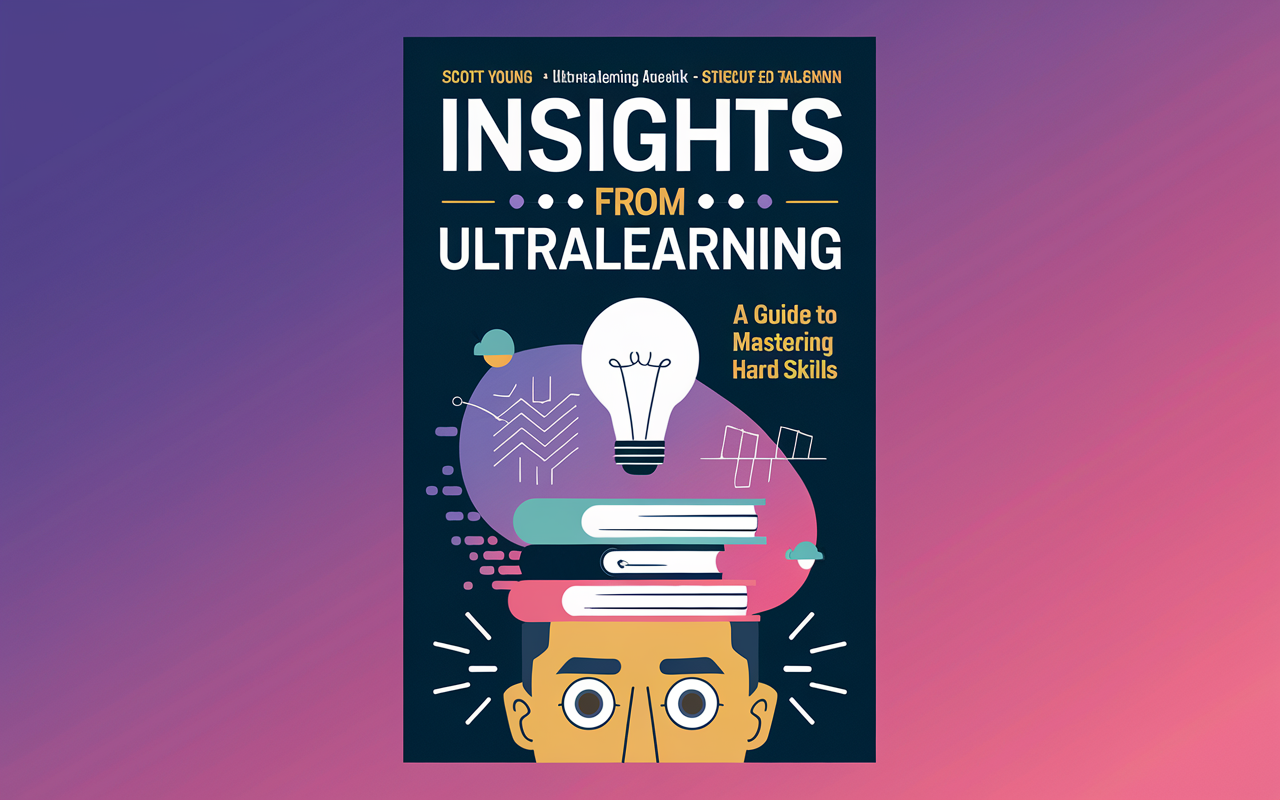 SCOTT YOUNG
INSIGHTS
FROM
ULTRALEARNING
A Guide to
Mastering
Hard Skills